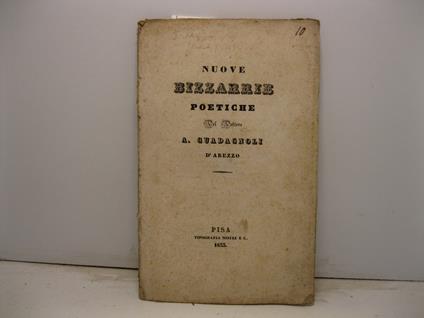 10
NUOVE
BIZZARRIE
POETICHE
Del Dottore
A. GUADAGNOLI
D'AREZZO
PISA
TIPOGRAFIA NISTRI E C.
1833.